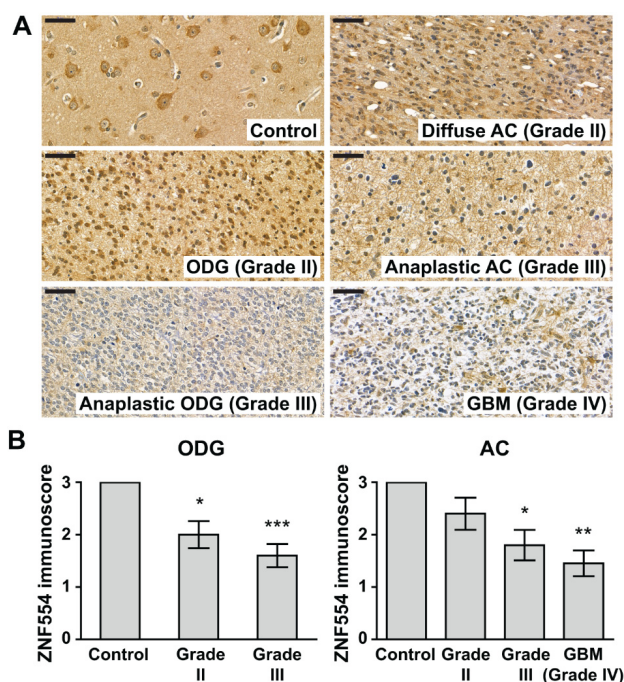 A
Control
Diffuse AC (Grade II)
ODG (Grade II)
Anaplastic AC (Grade III)
Anaplastic ODG (Grade III)
GBM (Grade IV)
B
ODG
ZNF554 immunoscore
3
2
1
0
*
***
Control
Grade
II
Grade
III
AC
ZNF554 immunoscore
3
2
1
0
*
**
Control
Grade
II
Grade
III
GBM
(Grade IV)